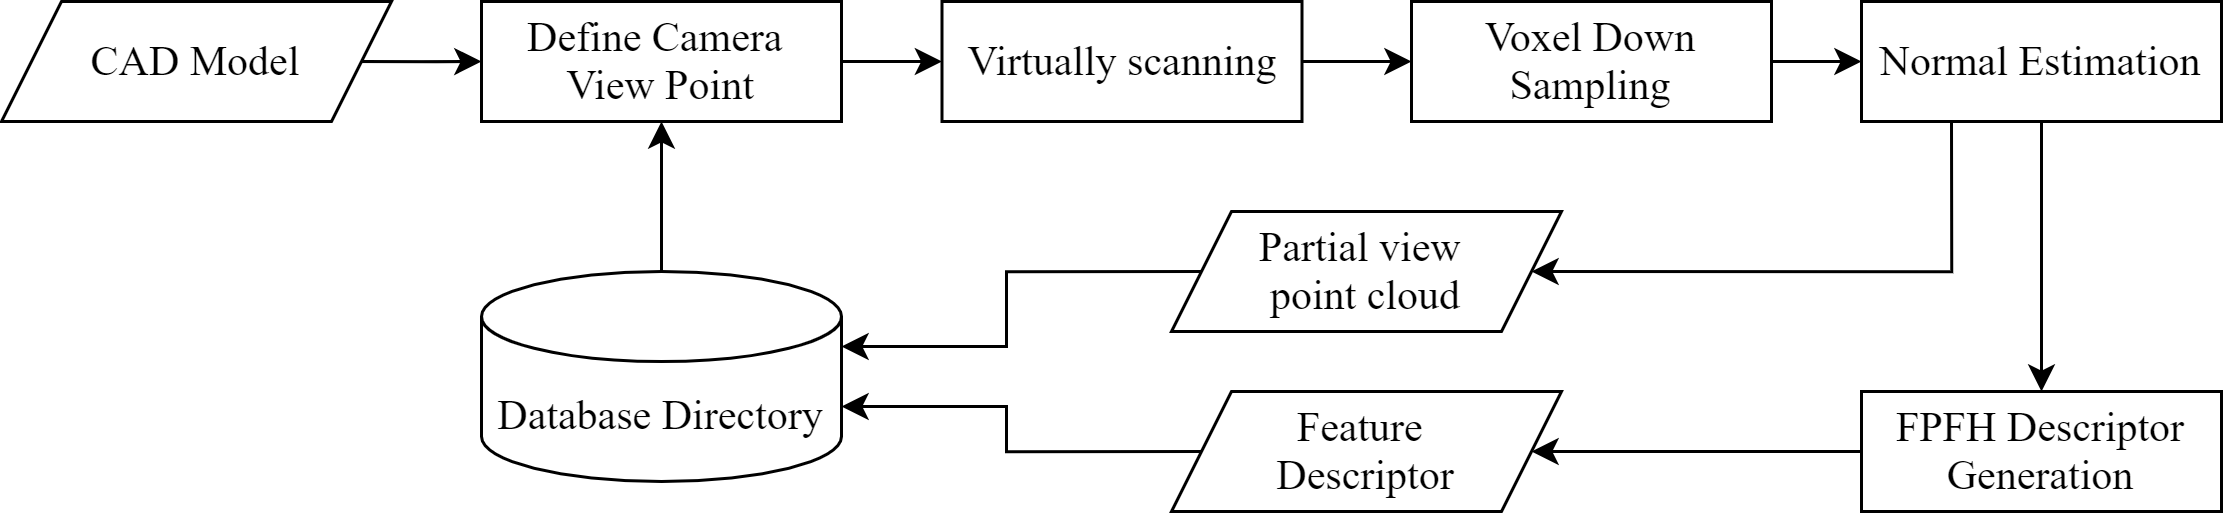 CAD Model
Define Camera
View Point
Virtually scanning
Voxel Down
Sampling
Normal Estimation
Partial view
point cloud
Database Directory
Feature
Descriptor
FPFH Descriptor
Generation